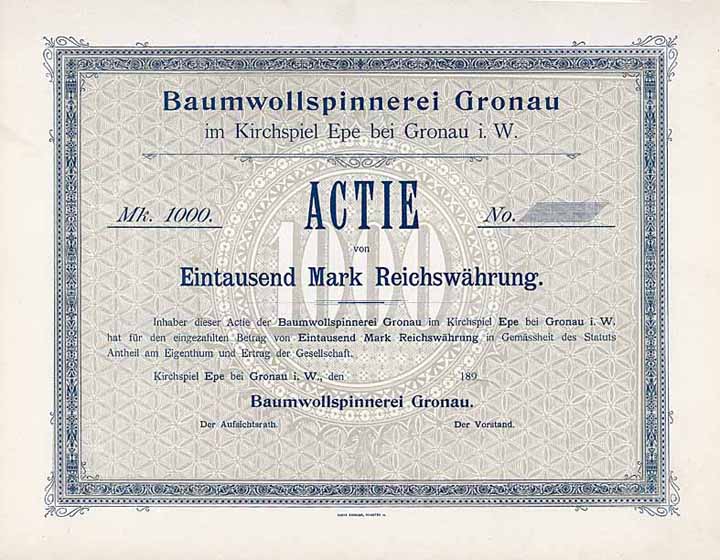 Baumwollspinnerei Gronau
im Kirchspiel Epe bei Gronau i. W.
ACTIE
Mk. 1000.
No.
von
1000
Eintausend Mark Reichswährung.
Inhaber dieser Actie der Baumwollspinnerei Gronau im Kirchspiel Epe bei Gronau i. W.
hat für den eingezahlten Betrag von Eintausend Mark Reichswährung in Gemässheit des Statuts
Antheil am Eigenthum und Ertrag der Gesellschaft.
Kirchspiel Epe bei Gronau i. W., den 189
Baumwollspinnerei Gronau.
Der Aufsichtsrath.
Der Vorstand.